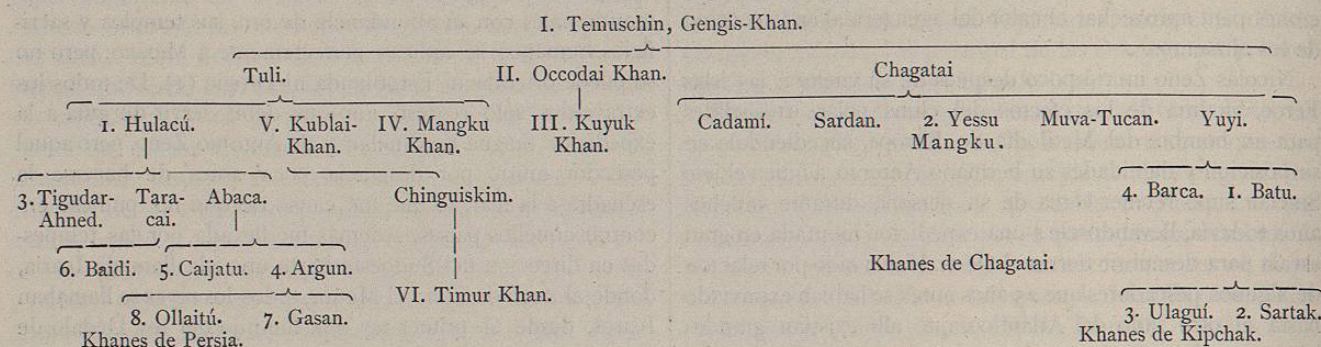 I. Temuschin, Gengis-Khan.
Tuli. II. Occodai Khan. Chagatai
1. Hulacú. V. Kublai- IV. Mangku III. Kuyuk Cadamí. Sardan. 2. Yessu Muva-Tucan. Yuyi.
Khan. Khan. Khan. Mangku.
3. Tigudar- Tara- Abaca. Chinguiskim. 4. Barca. 1. Batu.
Ahned. cai.
6. Baidi. 5. Caijatu. 4. Argun. Khanes de Chagatai.
VI. Timur Khan.
8. Ollaitú. 7. Gasan. 3. Ulaguí. 2. Sartak.
Khanes de Persia. Khanes de Kipchak.